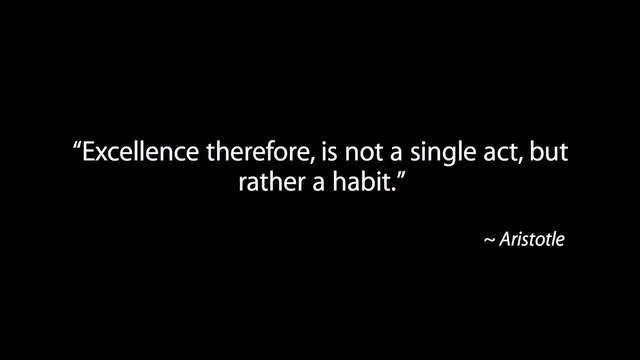 “Excellence therefore, is not a single act, but
rather a habit.”
~ Aristotle